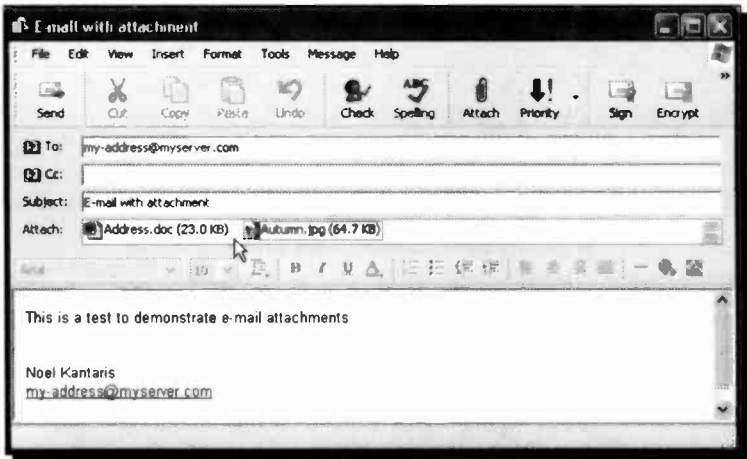 E-mail with attachment
File Edit View Insert Format Tools Message Help
Send Cut Copy Paste Undo Check Spelling Attach Priority Sign Encrypt
To: my-address@myserver.com
Cc:
Subject: E-mail with attachment
Attach: Address.doc (23.0 KB) Autumn.jpg (64.7 KB)
Arial 10 B I U A
This is a test to demonstrate e-mail attachments
Noel Kantaris
my-address@myserver.com